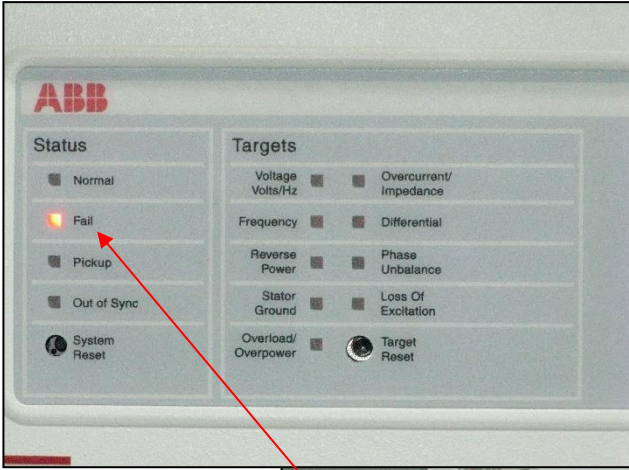 ABB
Status
Normal
Fail
Pickup
Out of Sync
System
Reset
Targets
Voltage
Volts/Hz
Overcurrent/
Impedance
Frequency
Differential
Reverse
Power
Phase
Unbalance
Stator
Ground
Loss Of
Excitation
Overload/
Overpower
Target
Reset